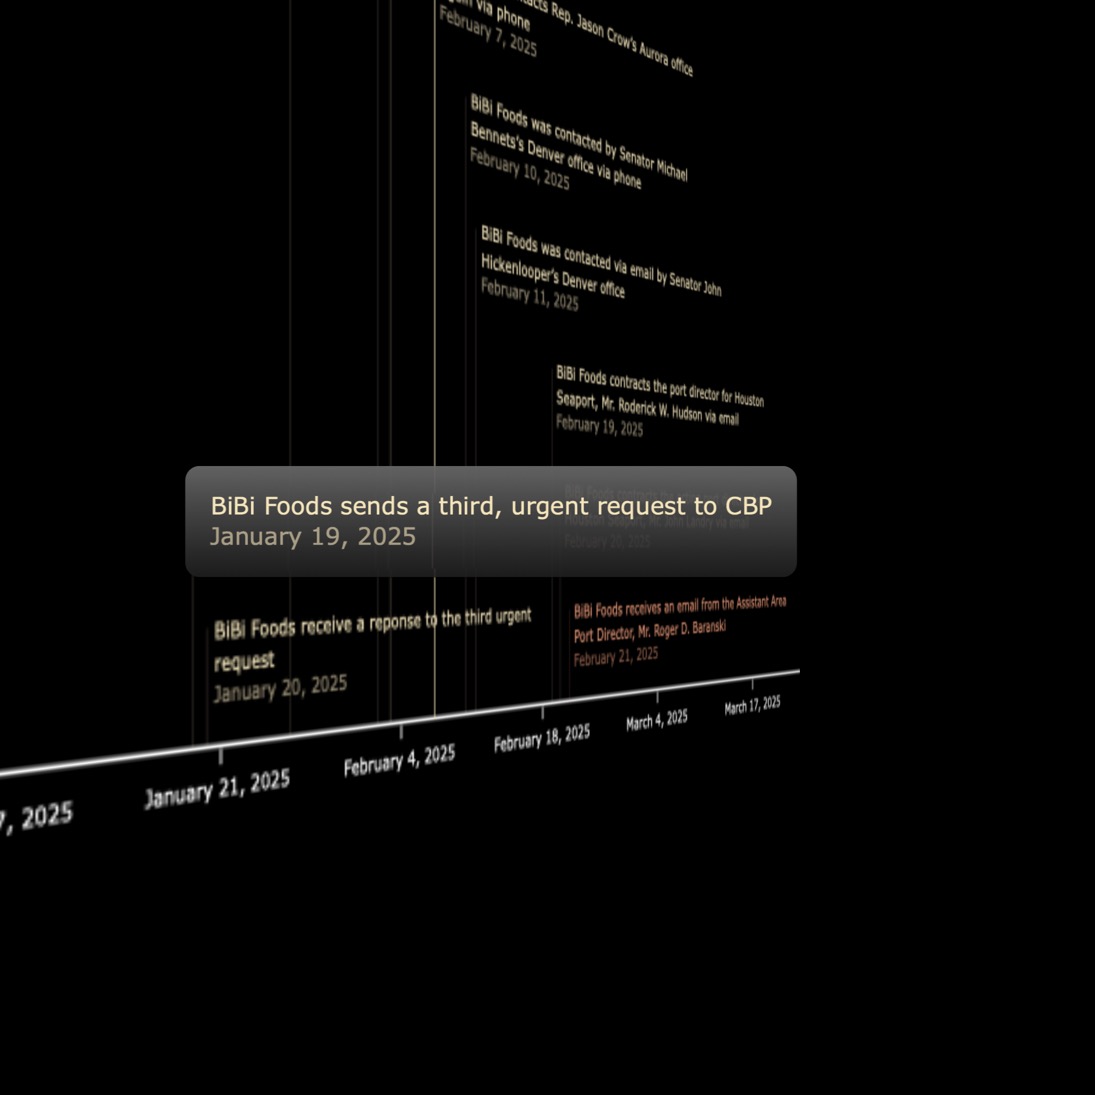 acts Rep. Jason Crow's Aurora office
via phone
February 7, 2025
BiBi Foods was contacted by Senator Michael
Bennets's Denver office via phone
February 10, 2025
BiBi Foods was contacted via email by Senator John
Hickenlooper's Denver office
February 11, 2025
BiBi Foods contracts the port director for Houston
Seaport, Mr. Roderick W. Hudson via email
February 19, 2025
BiBi Foods sends a third, urgent request to CBP
January 19, 2025
Houston Seaport, Mr. John Landry via email
February 20, 2025
BiBi Foods receive a reponse to the third urgent
request
January 20, 2025
BiBi Foods receives an email from the Assistant Area
Port Director, Mr. Roger D. Baranski
February 21, 2025
7, 2025
January 21, 2025
February 4, 2025
February 18, 2025
March 4, 2025
March 17, 2025